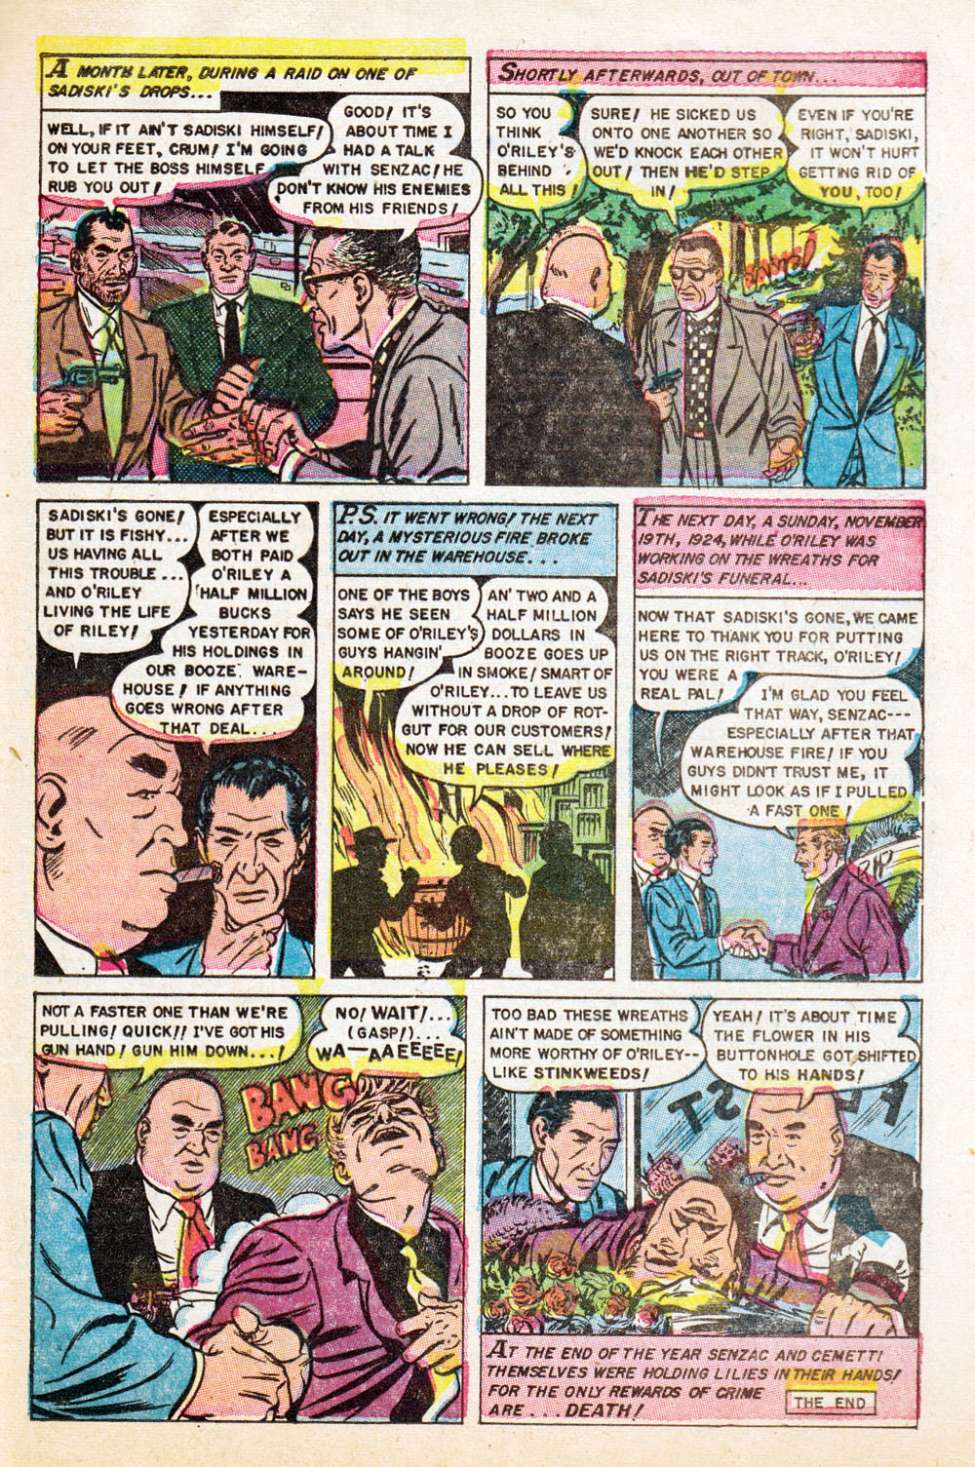 A MONTH LATER, DURING A RAID ON ONE OF
SADISKI'S DROPS...
WELL, IF IT AIN'T SADISKI HIMSELF!
ON YOUR FEET, CRUM! I'M GOING
TO LET THE BOSS HIMSELF
RUB YOU OUT!
GOOD! IT'S
ABOUT TIME I
HAD A TALK
WITH SENZAC! HE
DON'T KNOW HIS ENEMIES
FROM HIS FRIENDS!
SHORTLY AFTERWARDS, OUT OF TOWN...
SO YOU
THINK
O'RILEY'S
BEHIND
ALL THIS!
SURE! HE SICKED US
ONTO ONE ANOTHER SO
WE'D KNOCK EACH OTHER
OUT! THEN HE'D STEP
IN!
EVEN IF YOU'RE
RIGHT, SADISKI,
IT WON'T HURT
GETTING RID OF
YOU, TOO!
BANG!
SADISKI'S GONE!
BUT IT IS FISHY...
US HAVING ALL
THIS TROUBLE...
AND O'RILEY
LIVING THE LIFE
OF RILEY!
ESPECIALLY
AFTER WE
BOTH PAID
O'RILEY A
HALF MILLION
BUCKS
YESTERDAY FOR
HIS HOLDINGS IN
OUR BOOZE WARE-
HOUSE! IF ANYTHING
GOES WRONG AFTER
THAT DEAL...
P.S. IT WENT WRONG! THE NEXT
DAY, A MYSTERIOUS FIRE BROKE
OUT IN THE WAREHOUSE...
ONE OF THE BOYS
SAYS HE SEEN
SOME OF O'RILEY'S
GUYS HANGIN'
AROUND!
AN' TWO AND A
HALF MILLION
DOLLARS IN
BOOZE GOES UP
IN SMOKE! SMART OF
O'RILEY...TO LEAVE US
WITHOUT A DROP OF ROT-
GUT FOR OUR CUSTOMERS!
NOW HE CAN SELL WHERE
HE PLEASES!
THE NEXT DAY, A SUNDAY, NOVEMBER
19TH, 1924, WHILE O'RILEY WAS
WORKING ON THE WREATHS FOR
SADISKI'S FUNERAL...
NOW THAT SADISKI'S GONE, WE CAME
HERE TO THANK YOU FOR PUTTING
US ON THE RIGHT TRACK, O'RILEY!
YOU WERE A
REAL PAL!
I'M GLAD YOU FEEL
THAT WAY, SENZAC---
ESPECIALLY AFTER THAT
WAREHOUSE FIRE! IF YOU
GUYS DIDN'T TRUST ME, IT
MIGHT LOOK AS IF I PULLED
A FAST ONE!
NOT A FASTER ONE THAN WE'RE
PULLING! QUICK!! I'VE GOT HIS
GUN HAND! GUN HIM DOWN...!
NO! WAIT!...
(GASP!)...
WA—AAEEEEE!
BANG
BANG
TOO BAD THESE WREATHS
AIN'T MADE OF SOMETHING
MORE WORTHY OF O'RILEY--
LIKE STINKWEEDS!
YEAH! IT'S ABOUT TIME
THE FLOWER IN HIS
BUTTONHOLE GOT SHIFTED
TO HIS HANDS!
AT THE END OF THE YEAR SENZAC AND CEMETTI
THEMSELVES WERE HOLDING LILIES IN THEIR HANDS!
FOR THE ONLY REWARDS OF CRIME
ARE...DEATH!
THE END